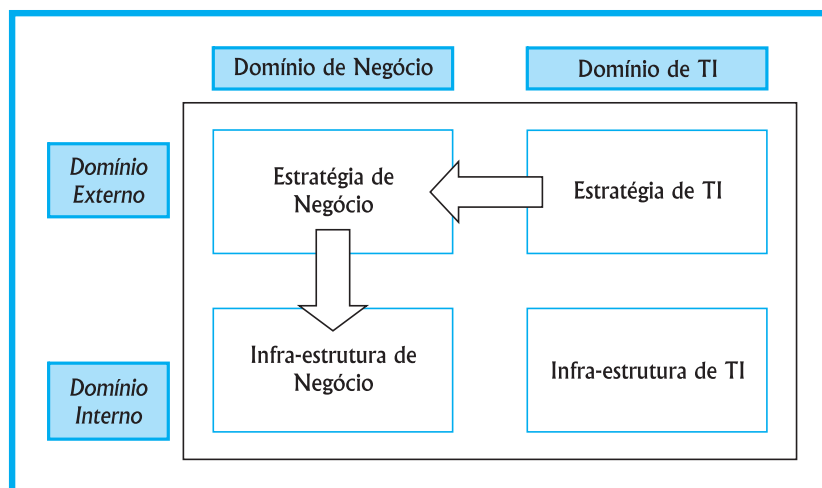 Domínio de Negócio
Domínio de TI
Domínio
Externo
Estratégia de
Negócio
Estratégia de TI
Domínio
Interno
Infra-estrutura de
Negócio
Infra-estrutura de TI